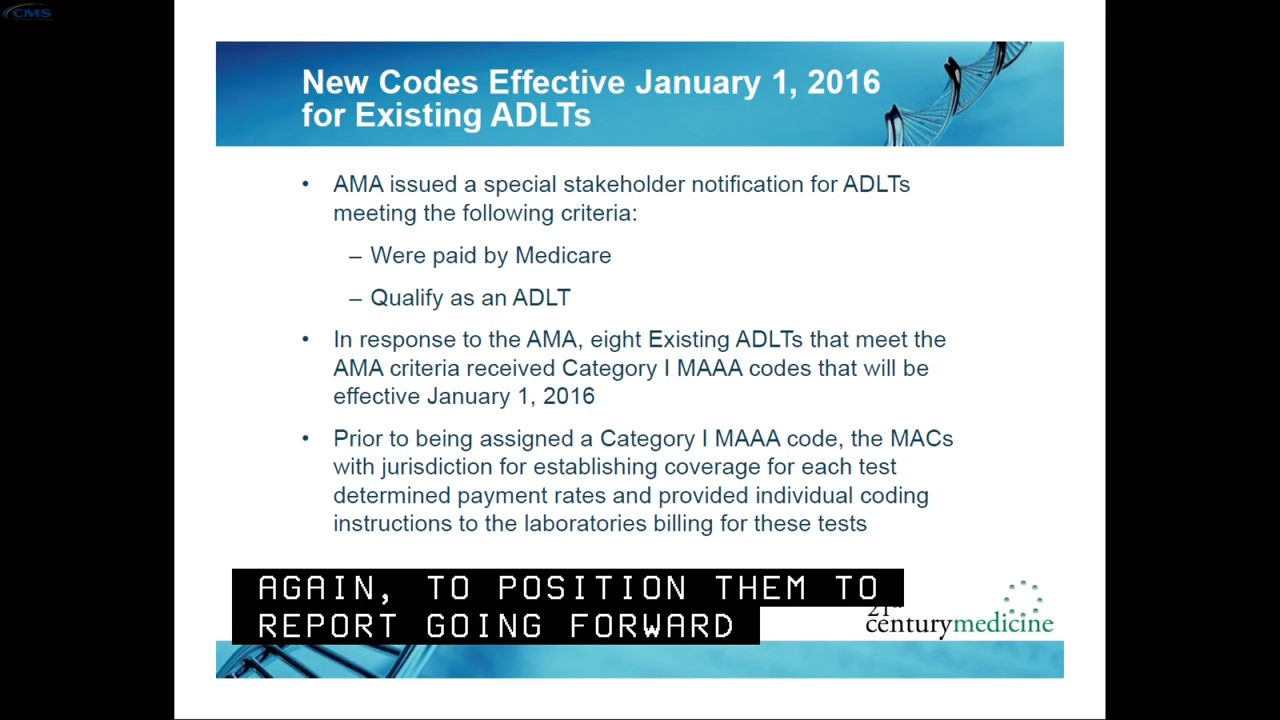 CMS
New Codes Effective January 1, 2016
for Existing ADLTs
• AMA issued a special stakeholder notification for ADLTs
meeting the following criteria:
– Were paid by Medicare
– Qualify as an ADLT
• In response to the AMA, eight Existing ADLTs that meet the
AMA criteria received Category I MAAA codes that will be
effective January 1, 2016
• Prior to being assigned a Category I MAAA code, the MACs
with jurisdiction for establishing coverage for each test
determined payment rates and provided individual coding
instructions to the laboratories billing for these tests
AGAIN, TO POSITION THEM TO
REPORT GOING FORWARD
21st
centurymedicine